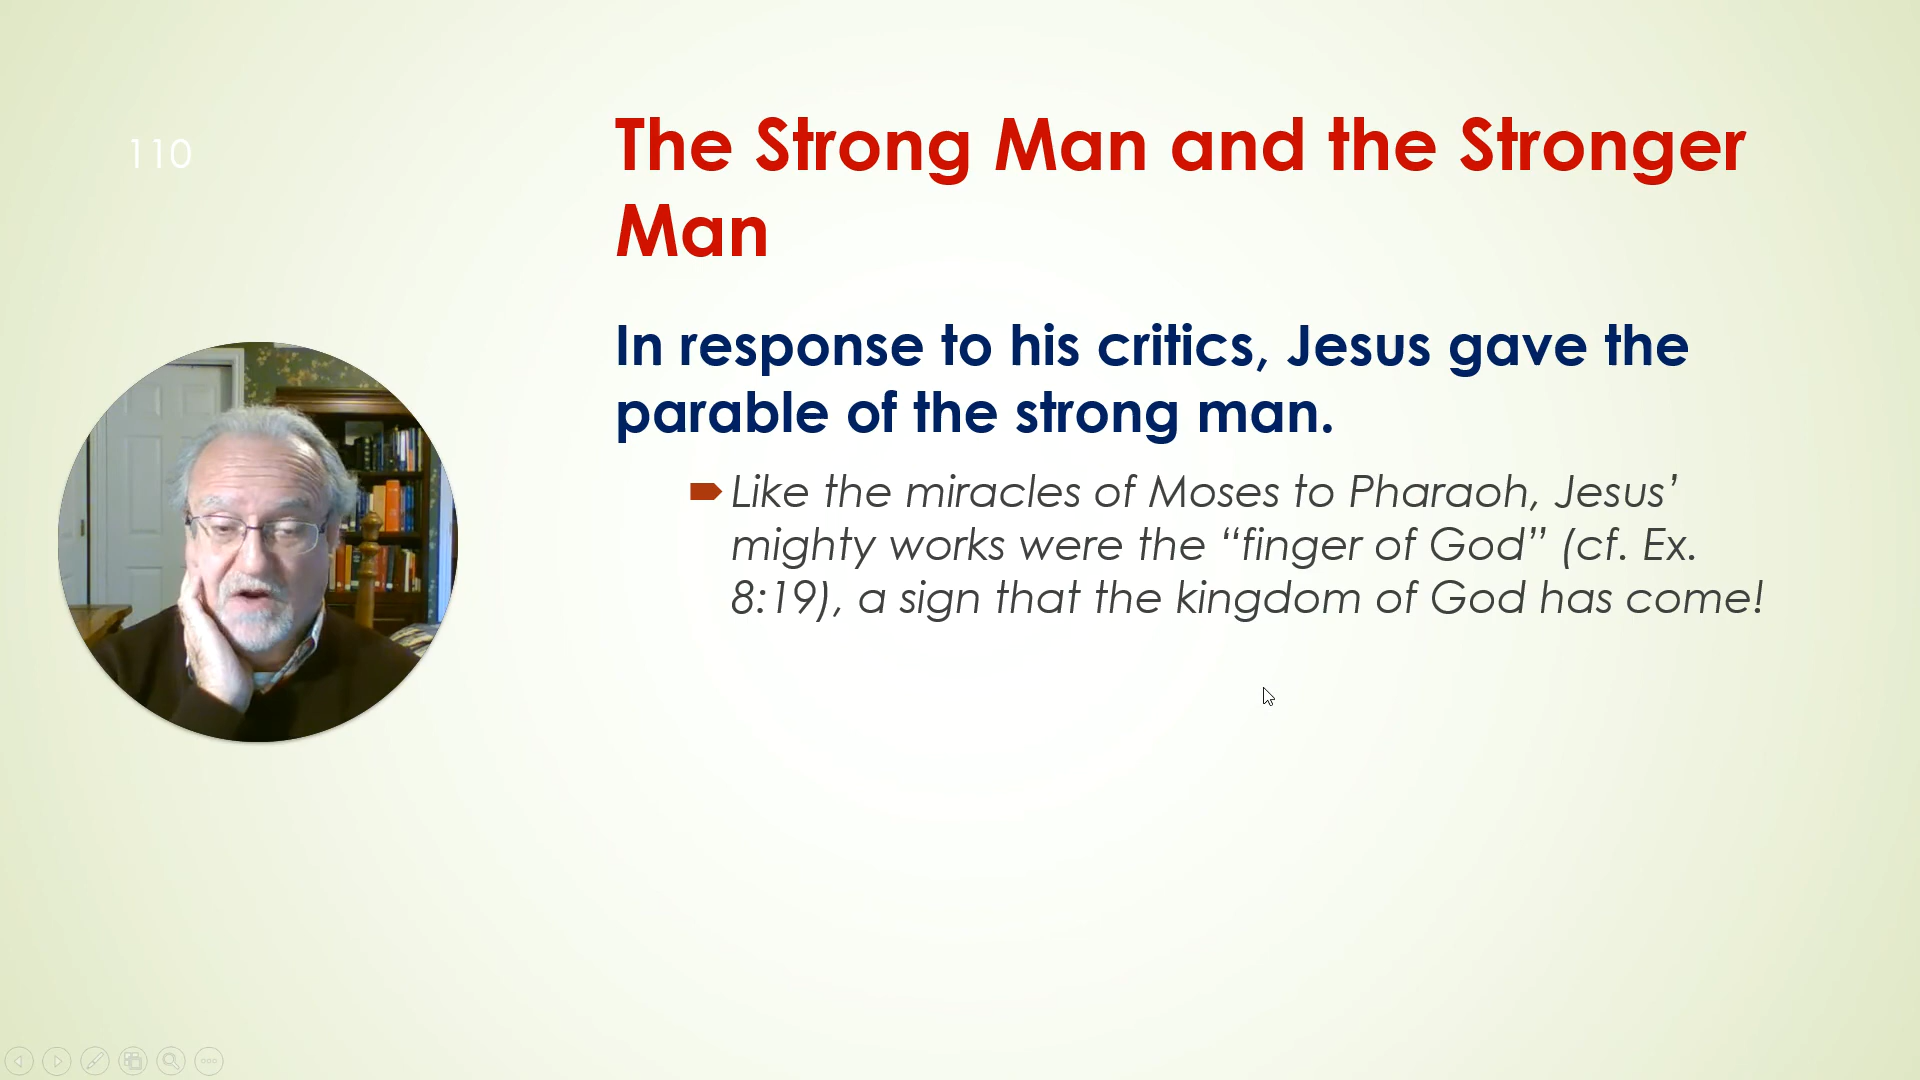 110
The Strong Man and the Stronger
Man
In response to his critics, Jesus gave the
parable of the strong man.
Like the miracles of Moses to Pharaoh, Jesus’
mighty works were the “finger of God” (cf. Ex.
8:19), a sign that the kingdom of God has come!